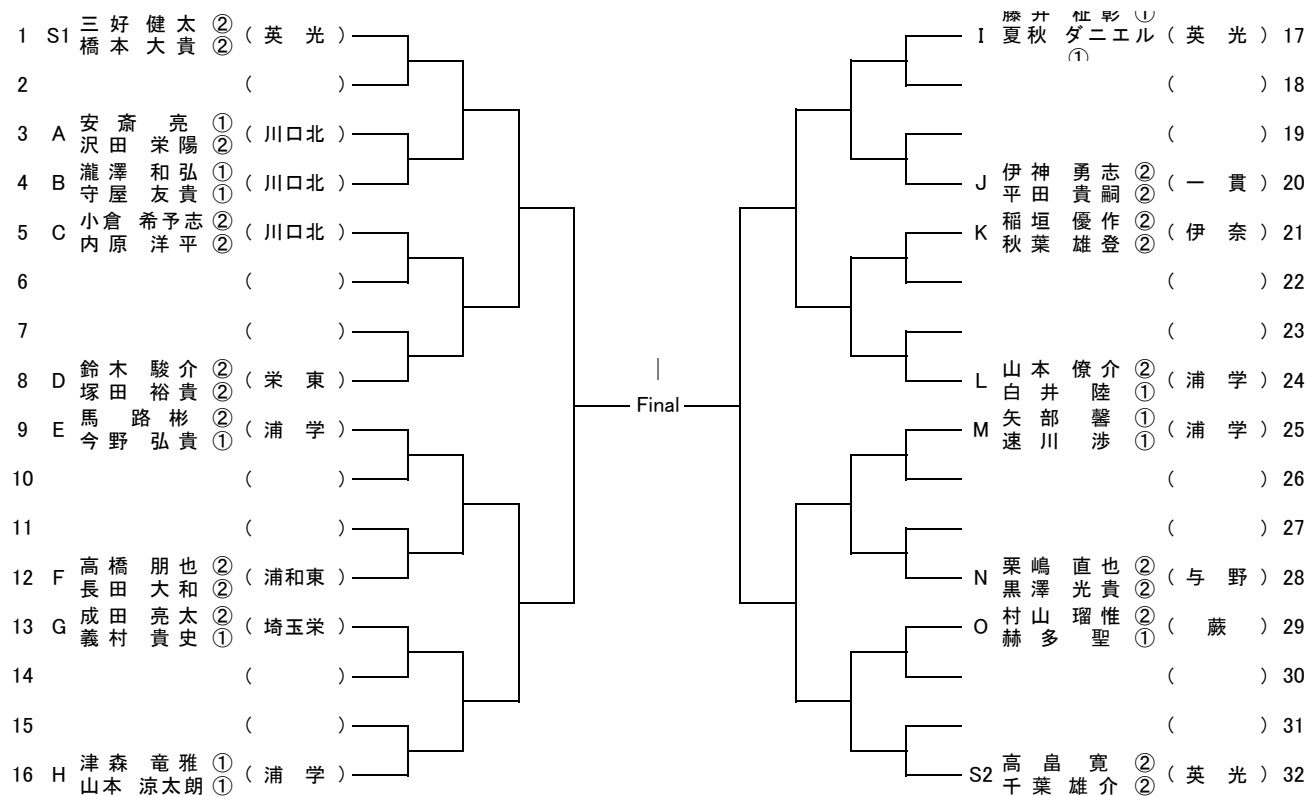 1 S1 三好 健太 ② ( 英 光 )
橋本 大貴 ②
2 ( )
3 A 安斎 亮 ① ( 川口北 )
沢田 栄陽 ②
4 B 瀧澤 和弘 ① ( 川口北 )
守屋 友貴 ①
5 C 小倉 希予志 ② ( 川口北 )
内原 洋平 ②
6 ( )
7 ( )
8 D 鈴木 駿介 ② ( 栄 東 )
塚田 裕貴 ②
9 E 馬 路彬 ② ( 浦 学 )
今野 弘貴 ①
10 ( )
11 ( )
12 F 高橋 朋也 ② ( 浦和東 )
長田 大和 ②
13 G 成田 亮太 ② ( 埼玉栄 )
義村 貴史 ①
14 ( )
15 ( )
16 H 津森 竜雅 ① ( 浦 学 )
山本 涼太朗 ①
Final
藤井 ①
I 夏秋 ダニエル ( 英 光 ) 17
①
( ) 18
( ) 19
J 伊神 勇志 ② ( 一 貫 ) 20
平田 貴嗣 ②
K 稲垣 優作 ② ( 伊 奈 ) 21
秋葉 雄登 ②
( ) 22
( ) 23
L 山本 僚介 ② ( 浦 学 ) 24
白井 陸 ①
M 矢部 馨 ① ( 浦 学 ) 25
速川 渉 ①
( ) 26
( ) 27
N 栗嶋 直也 ② ( 与 野 ) 28
黒澤 光貴 ②
O 村山 瑠惟 ② ( 蕨 ) 29
赫多 聖 ①
( ) 30
( ) 31
S2 高畠 寛 ② ( 英 光 ) 32
千葉 雄介 ②